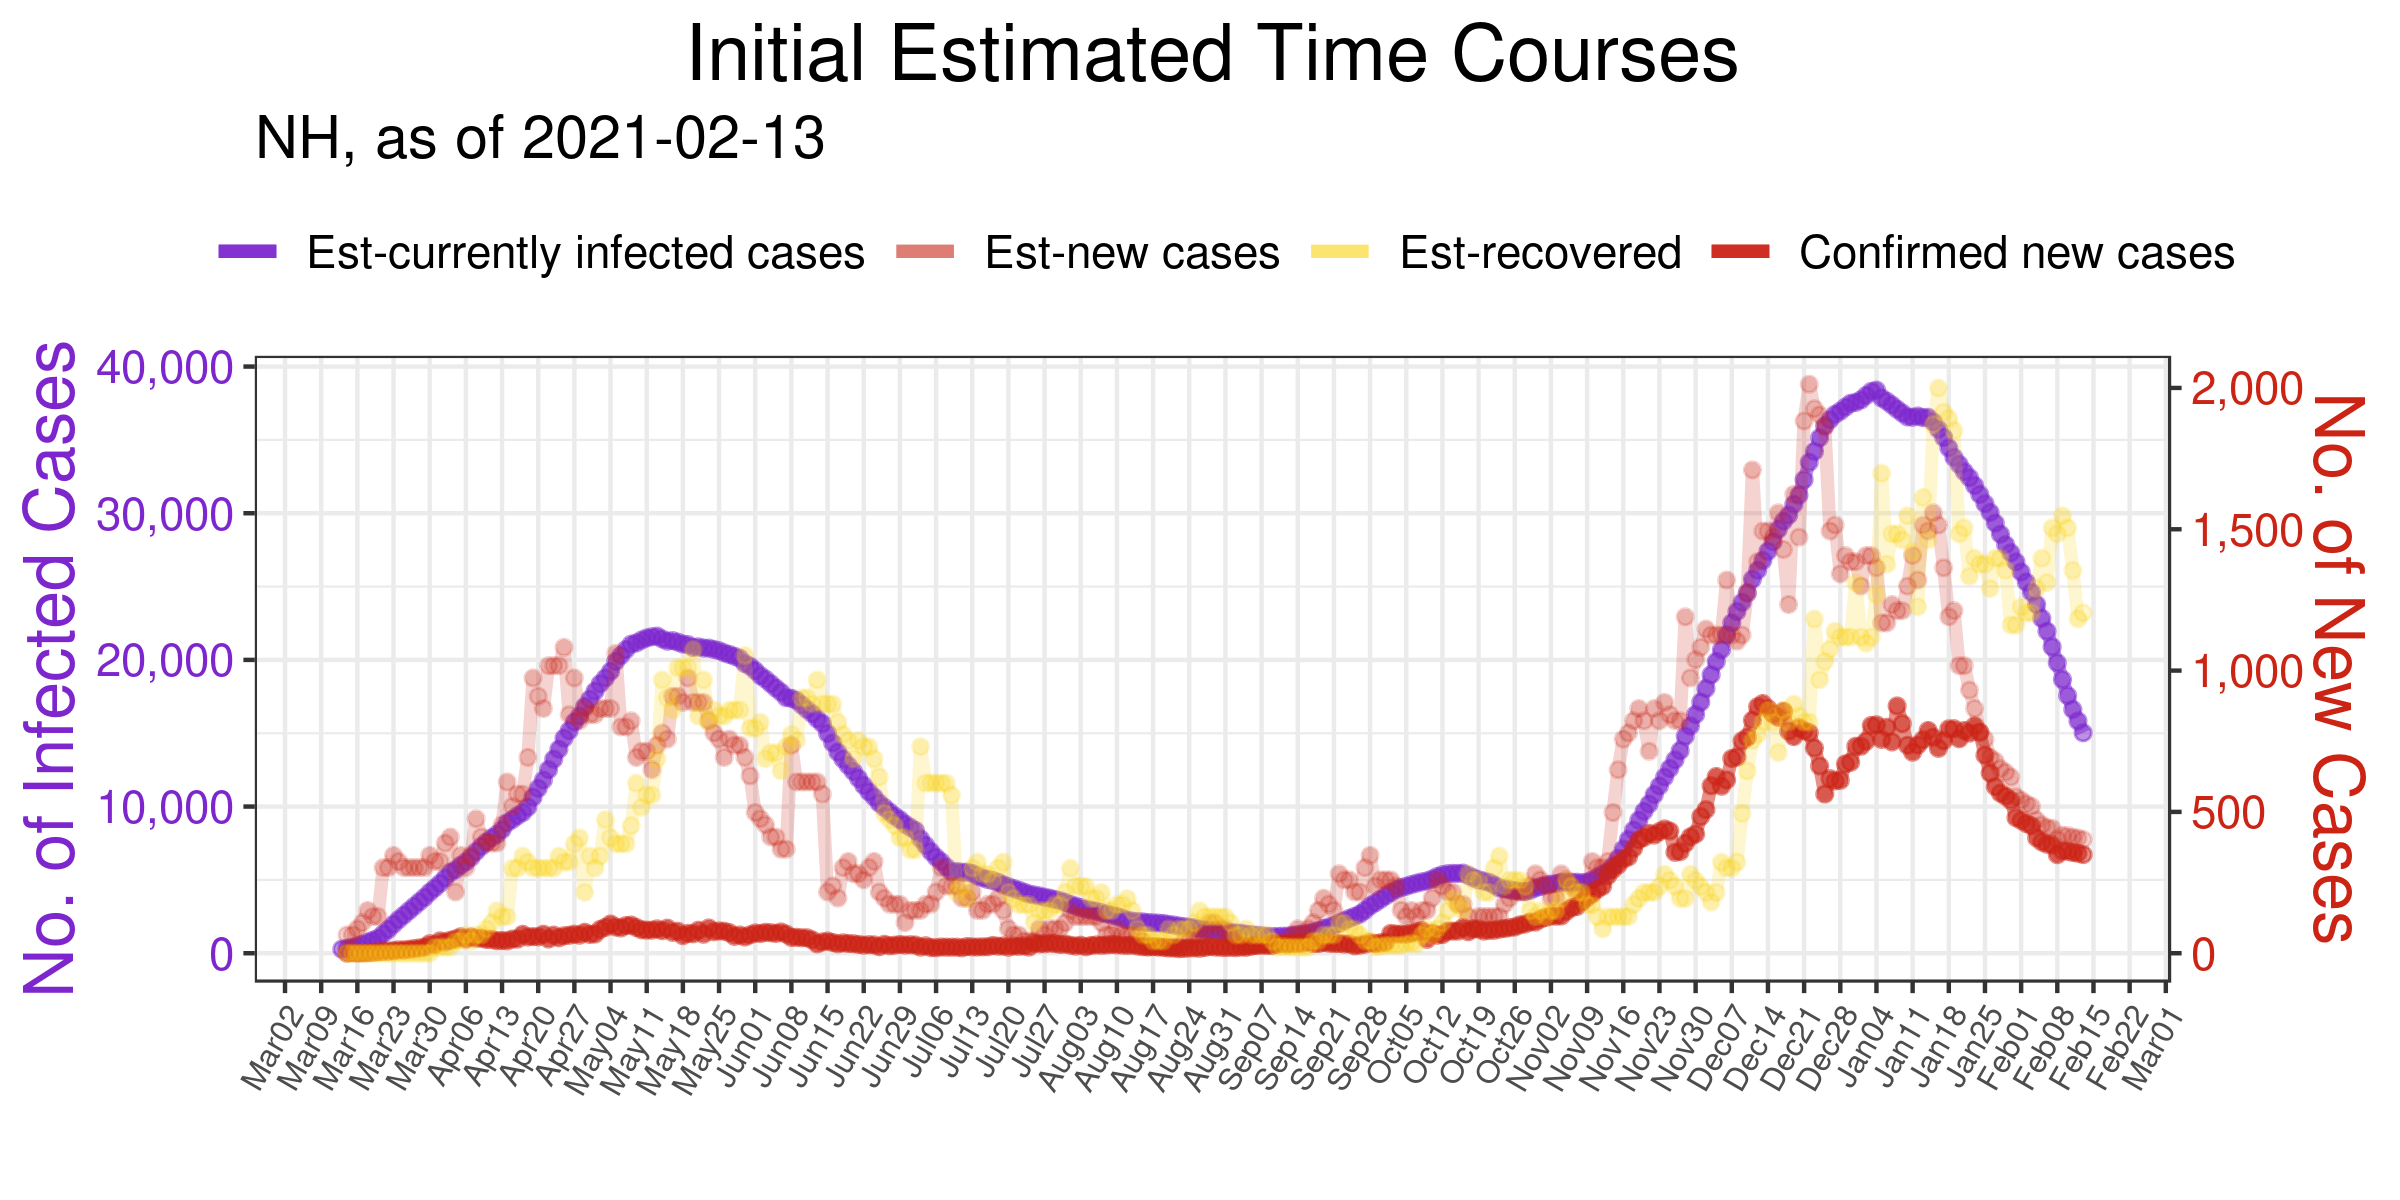 Initial Estimated Time Courses
NH, as of 2021-02-13
Est-currently infected cases Est-new cases Est-recovered Confirmed new cases
No. of Infected Cases
40,000
30,000
20,000
10,000
0
2,000
1,500
1,000
500
0
No. of New Cases
Mar02 Mar09 Mar16 Mar23 Mar30 Apr06 Apr13 Apr20 Apr27 May04 May11 May18 May25 Jun01 Jun08 Jun15 Jun22 Jun29 Jul06 Jul13 Jul20 Jul27 Aug03 Aug10 Aug17 Aug24 Aug31 Sep07 Sep14 Sep21 Sep28 Oct05 Oct12 Oct19 Oct26 Nov02 Nov09 Nov16 Nov23 Nov30 Dec07 Dec14 Dec21 Dec28 Jan04 Jan11 Jan18 Jan25 Feb01 Feb08 Feb15 Feb22 Mar01